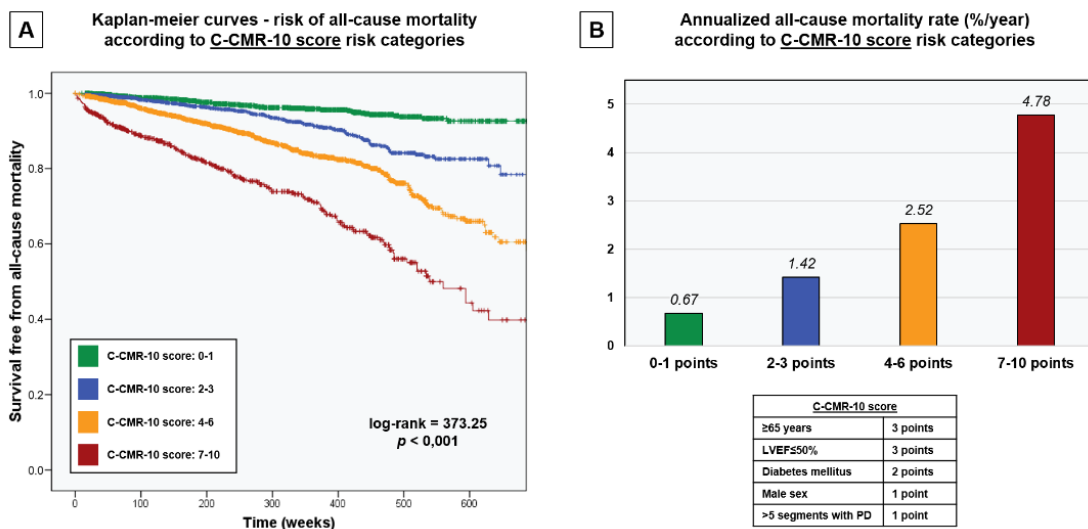 A
Kaplan-meier curves - risk of all-cause mortality
according to C-CMR-10 score risk categories
Survival free from all-cause mortality
1.0
0.8
0.6
0.4
0.2
0.0
C-CMR-10 score: 0-1
C-CMR-10 score: 2-3
C-CMR-10 score: 4-6
C-CMR-10 score: 7-10
log-rank = 373.25
p < 0,001
0 100 200 300 400 500 600
Time (weeks)
B
Annualized all-cause mortality rate (%/year)
according to C-CMR-10 score risk categories
5
4
3
2
1
0
0.67
1.42
2.52
4.78
0-1 points 2-3 points 4-6 points 7-10 points
C-CMR-10 score
≥65 years 3 points
LVEF≤50% 3 points
Diabetes mellitus 2 points
Male sex 1 point
>5 segments with PD 1 point